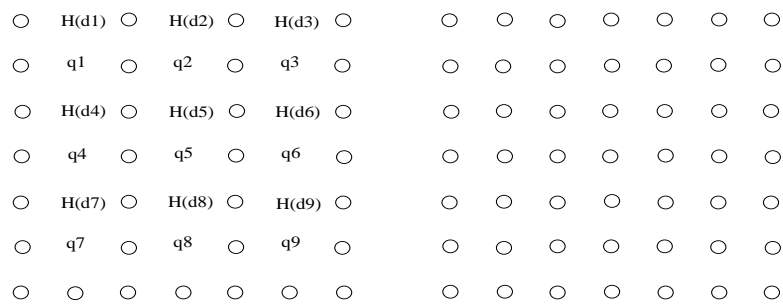 H(d1) H(d2) H(d3)
q1 q2 q3
H(d4) H(d5) H(d6)
q4 q5 q6
H(d7) H(d8) H(d9)
q7 q8 q9